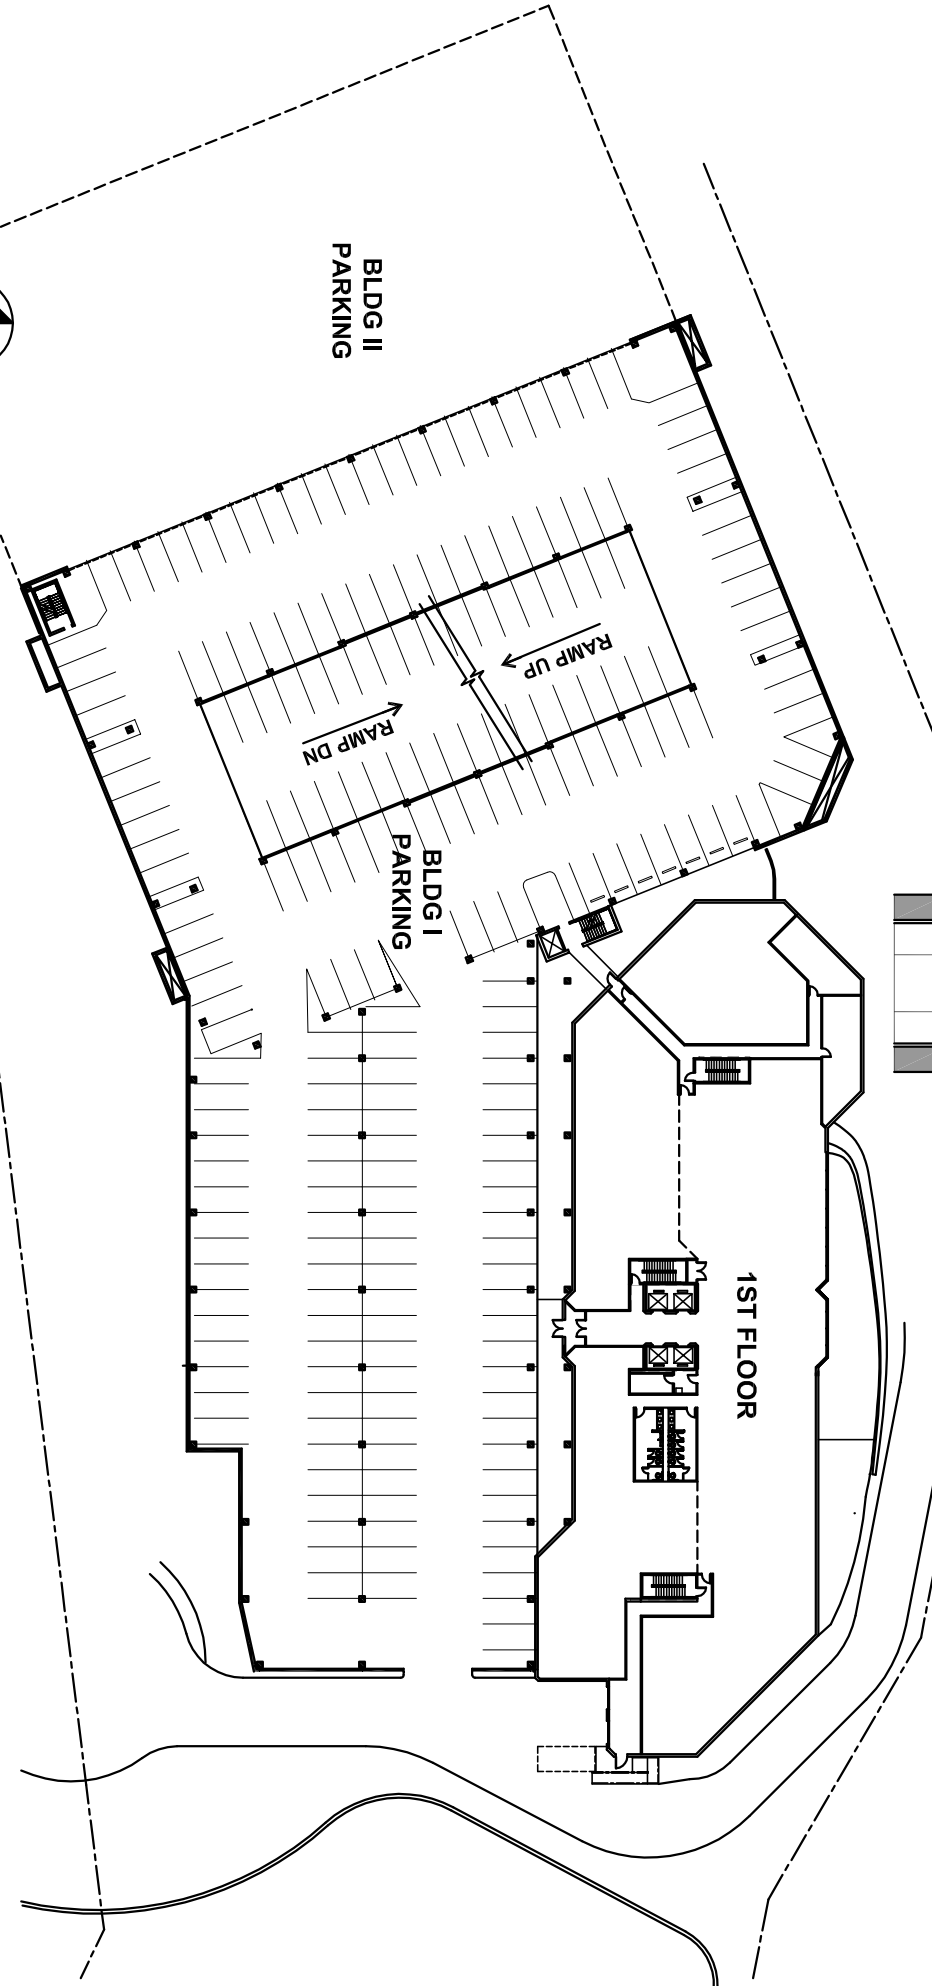 BLDG II
PARKING
RAMP UP
RAMP DN
BLDG I
PARKING
1ST FLOOR